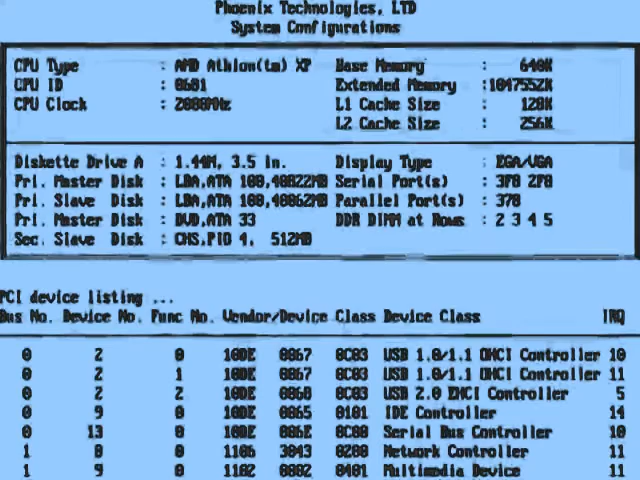 Phoenix Technologies, LTD
System Configurations
CPU Type : AMD Athlon(tm) XP Base Memory : 640K
CPU ID : 0681 Extended Memory : 1047552K
CPU Clock : 2000MHz L1 Cache Size : 128K
L2 Cache Size : 256K
Diskette Drive A : 1.44M, 3.5 in. Display Type : EGA/VGA
Pri. Master Disk : LBA,ATA 100, Serial Port(s) : 3F8 2F8
Pri. Slave Disk : LBA,ATA 100, Parallel Port(s) : 378
Pri. Master Disk : DVD,ATA 33 DDR DIMM at Rows : 2 3 4 5
Sec. Slave Disk : CHS,PIO 4, 512MB
PCI device listing ...
Bus No. Device No. Func No. Vendor/Device Class Device Class IRQ
0 2 0 10DE 0067 0C03 USB 1.0/1.1 OHCI Controller 10
0 2 1 10DE 0067 0C03 USB 1.0/1.1 OHCI Controller 11
0 2 2 10DE 0068 0C03 USB 2.0 EHCI Controller 5
0 9 0 10DE 0065 0101 IDE Controller 14
0 13 0 10DE 006E 0C00 Serial Bus Controller 10
1 8 0 1106 3043 0200 Network Controller 11
1 9 0 1102 0002 0401 Multimedia Device 11